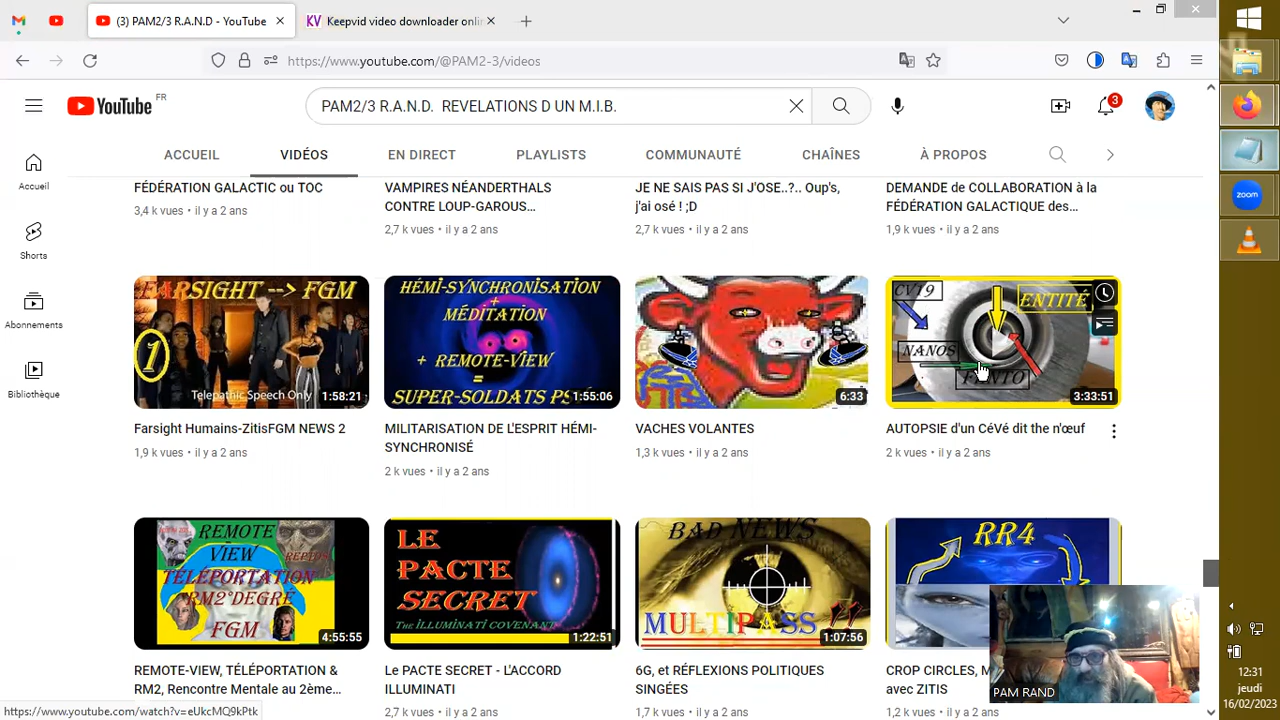 (3) PAM2/3 R.A.N.D - YouTube
Keepvid video downloader onlin
https://www.youtube.com/@PAM2-3/videos
YouTube FR
PAM2/3 R.A.N.D. REVELATIONS D UN M.I.B.
3
ACCUEIL
VIDÉOS
EN DIRECT
PLAYLISTS
COMMUNAUTÉ
CHAÎNES
À PROPOS
Accueil
Shorts
Abonnements
Bibliothèque
FÉDÉRATION GALACTIC ou TOC
3,4 k vues • il y a 2 ans
VAMPIRES NÉANDERTHALS
CONTRE LOUP-GAROUS...
2,7 k vues • il y a 2 ans
JE NE SAIS PAS SI J'OSE..?.. Oup's,
j'ai osé ! ;D
2,7 k vues • il y a 2 ans
DEMANDE de COLLABORATION à la
FÉDÉRATION GALACTIQUE des...
1,9 k vues • il y a 2 ans
FARSIGHT --> FGM
1
Telepathic Speech Only
1:58:21
Farsight Humains-ZitisFGM NEWS 2
1,9 k vues • il y a 2 ans
HÉMI-SYNCHRONISATION
+
MÉDITATION
+ REMOTE-VIEW
=
SUPER-SOLDATS PSI
1:55:06
MILITARISATION DE L'ESPRIT HÉMI-
SYNCHRONISÉ
2 k vues • il y a 2 ans
6:33
VACHES VOLANTES
1,3 k vues • il y a 2 ans
CV19
ENTITÉ
NANOS
FENTO
3:33:51
AUTOPSIE d'un CéVé dit the n'œuf
2 k vues • il y a 2 ans
REMOTE
VIEW
TÉLÉPORTATION
RM2°DEGRÉ
FGM
4:55:55
REMOTE-VIEW, TÉLÉPORTATION &
RM2, Rencontre Mentale au 2ème...
LE
PACTE
SECRET
THE iLLUMINATI COVENANT
1:22:51
Le PACTE SECRET - L'ACCORD
ILLUMINATI
2,7 k vues • il y a 2 ans
BAD NEWS
MULTIPASS
1:07:56
6G, et RÉFLEXIONS POLITIQUES
SINGÉES
1,7 k vues • il y a 2 ans
RR4
CROP CIRCLES, M
avec ZITIS
1,2 k vues • il y a 2 ans
PAM RAND
https://www.youtube.com/watch?v=eUkcMQ9kPtk
zoom
12:31
jeudi
16/02/2023